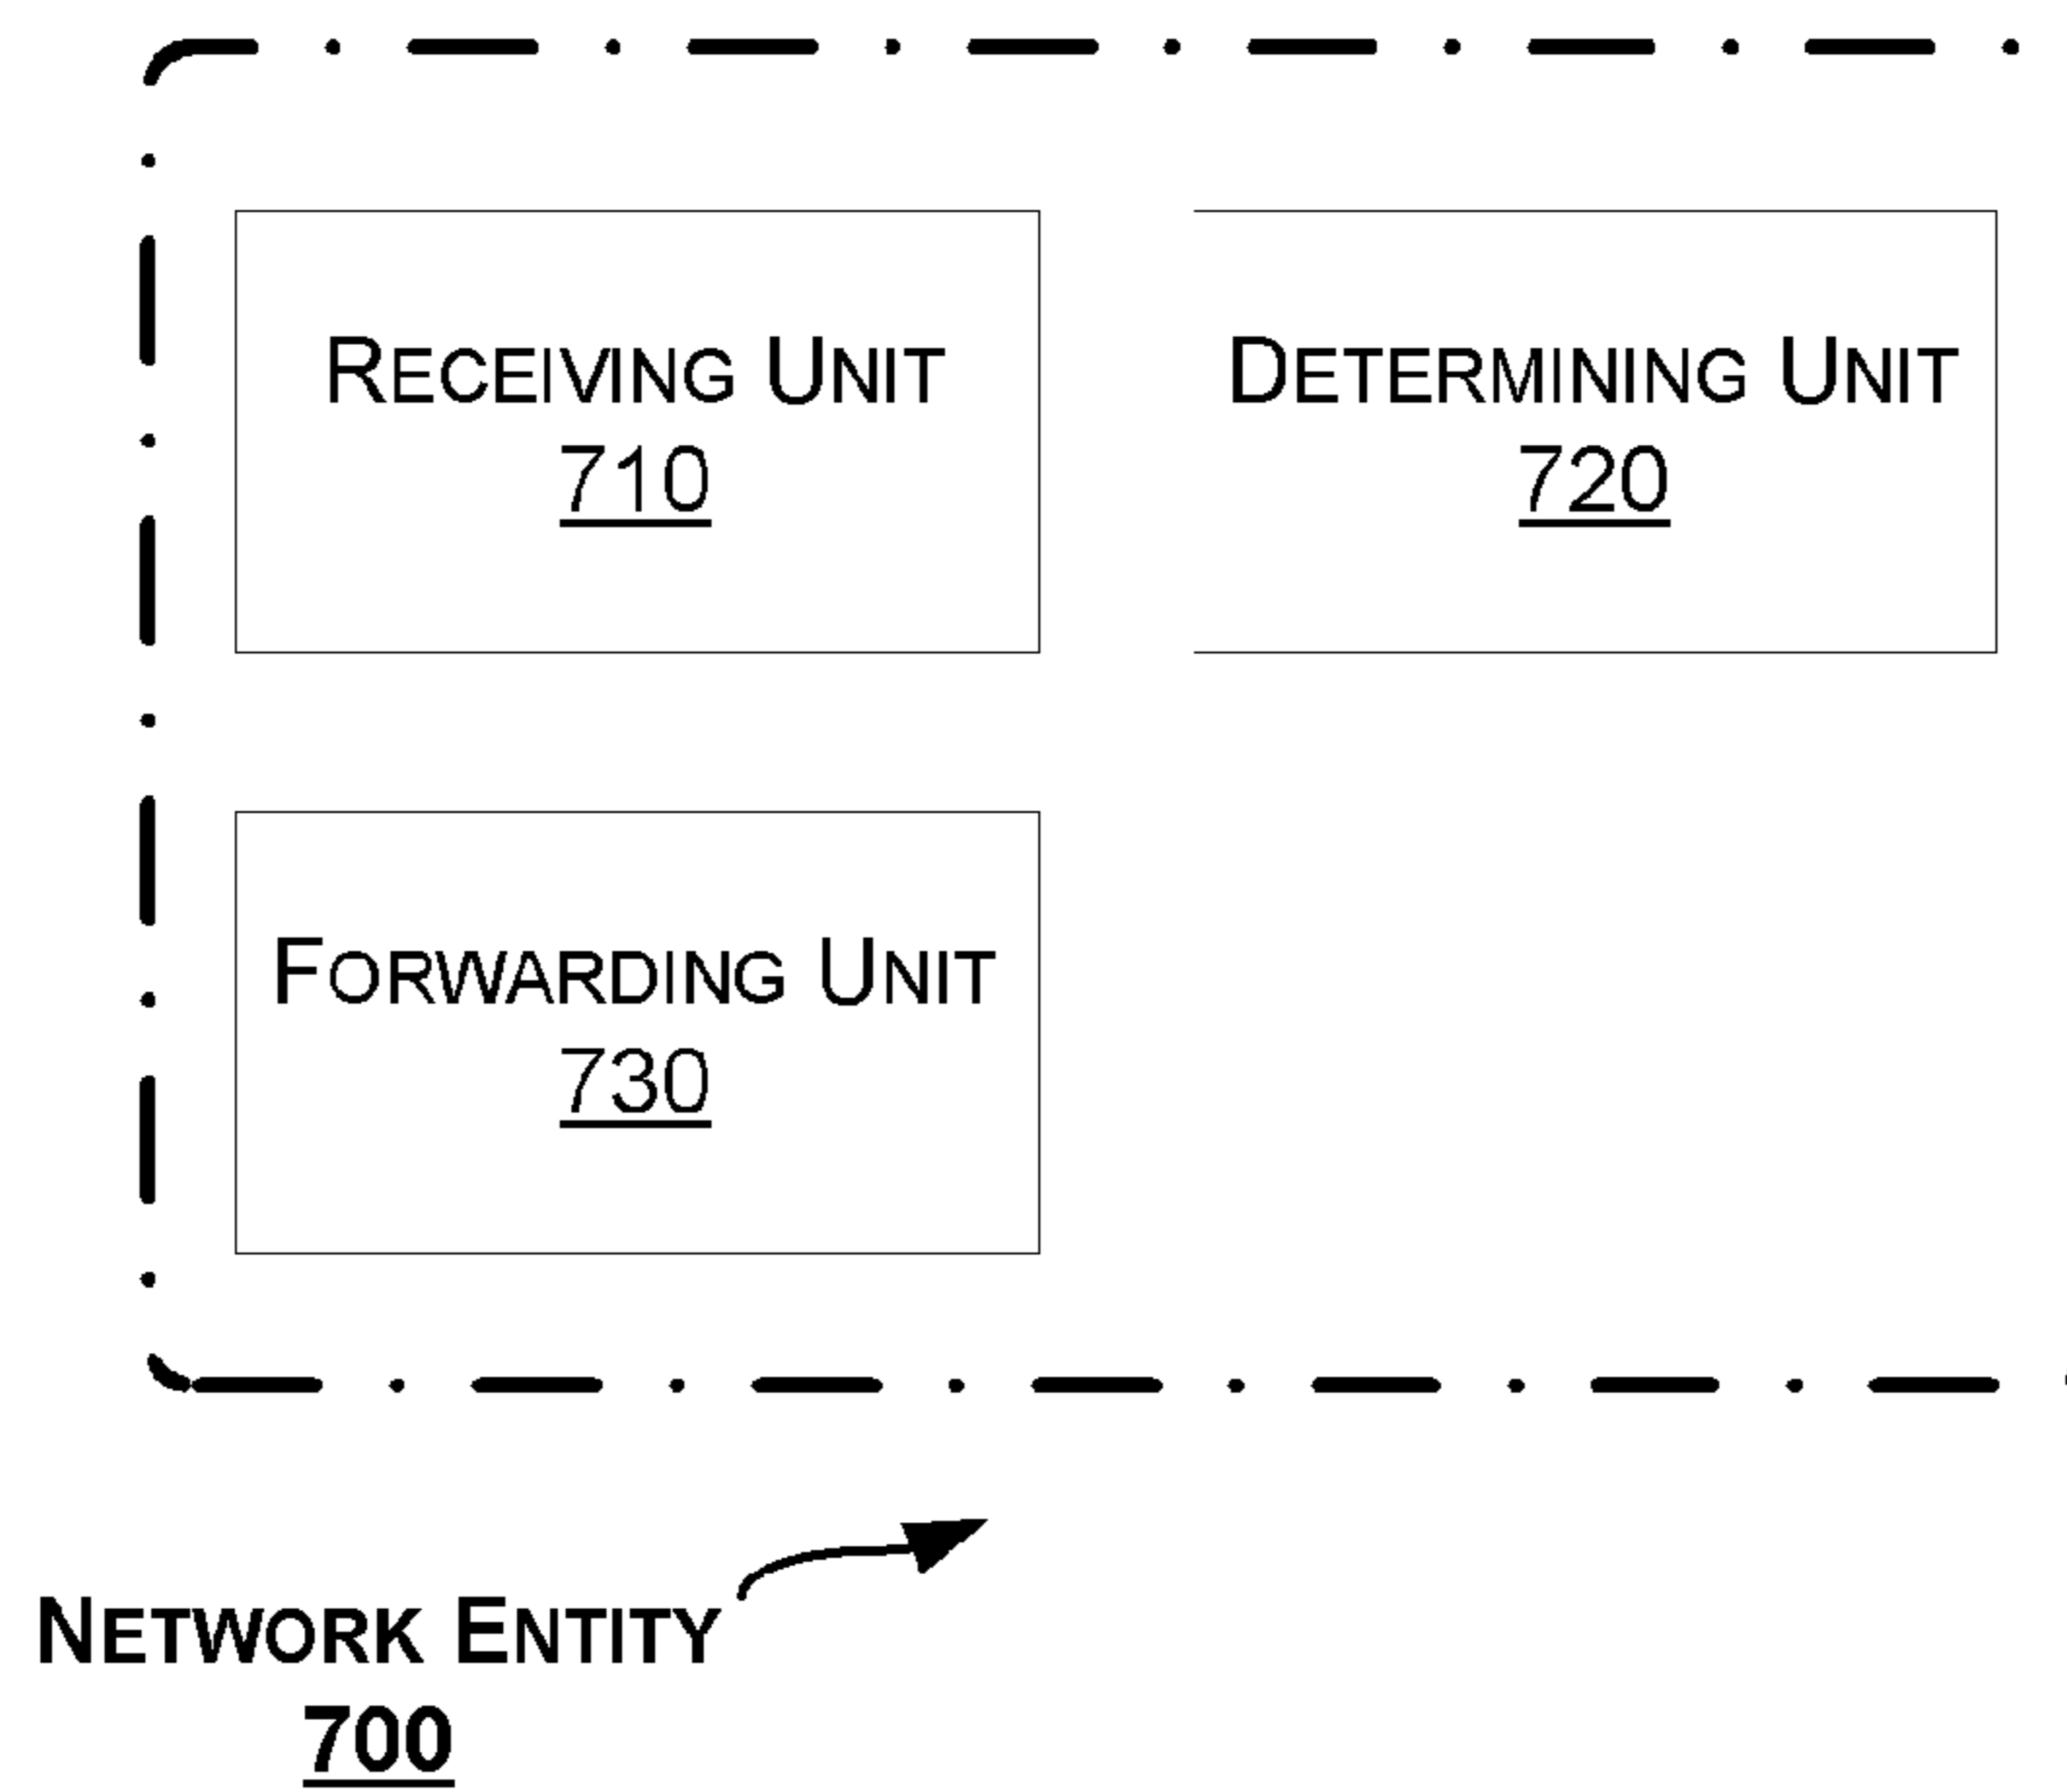 RECEIVING UNIT
710
DETERMINING UNIT
720
FORWARDING UNIT
730
NETWORK ENTITY
700